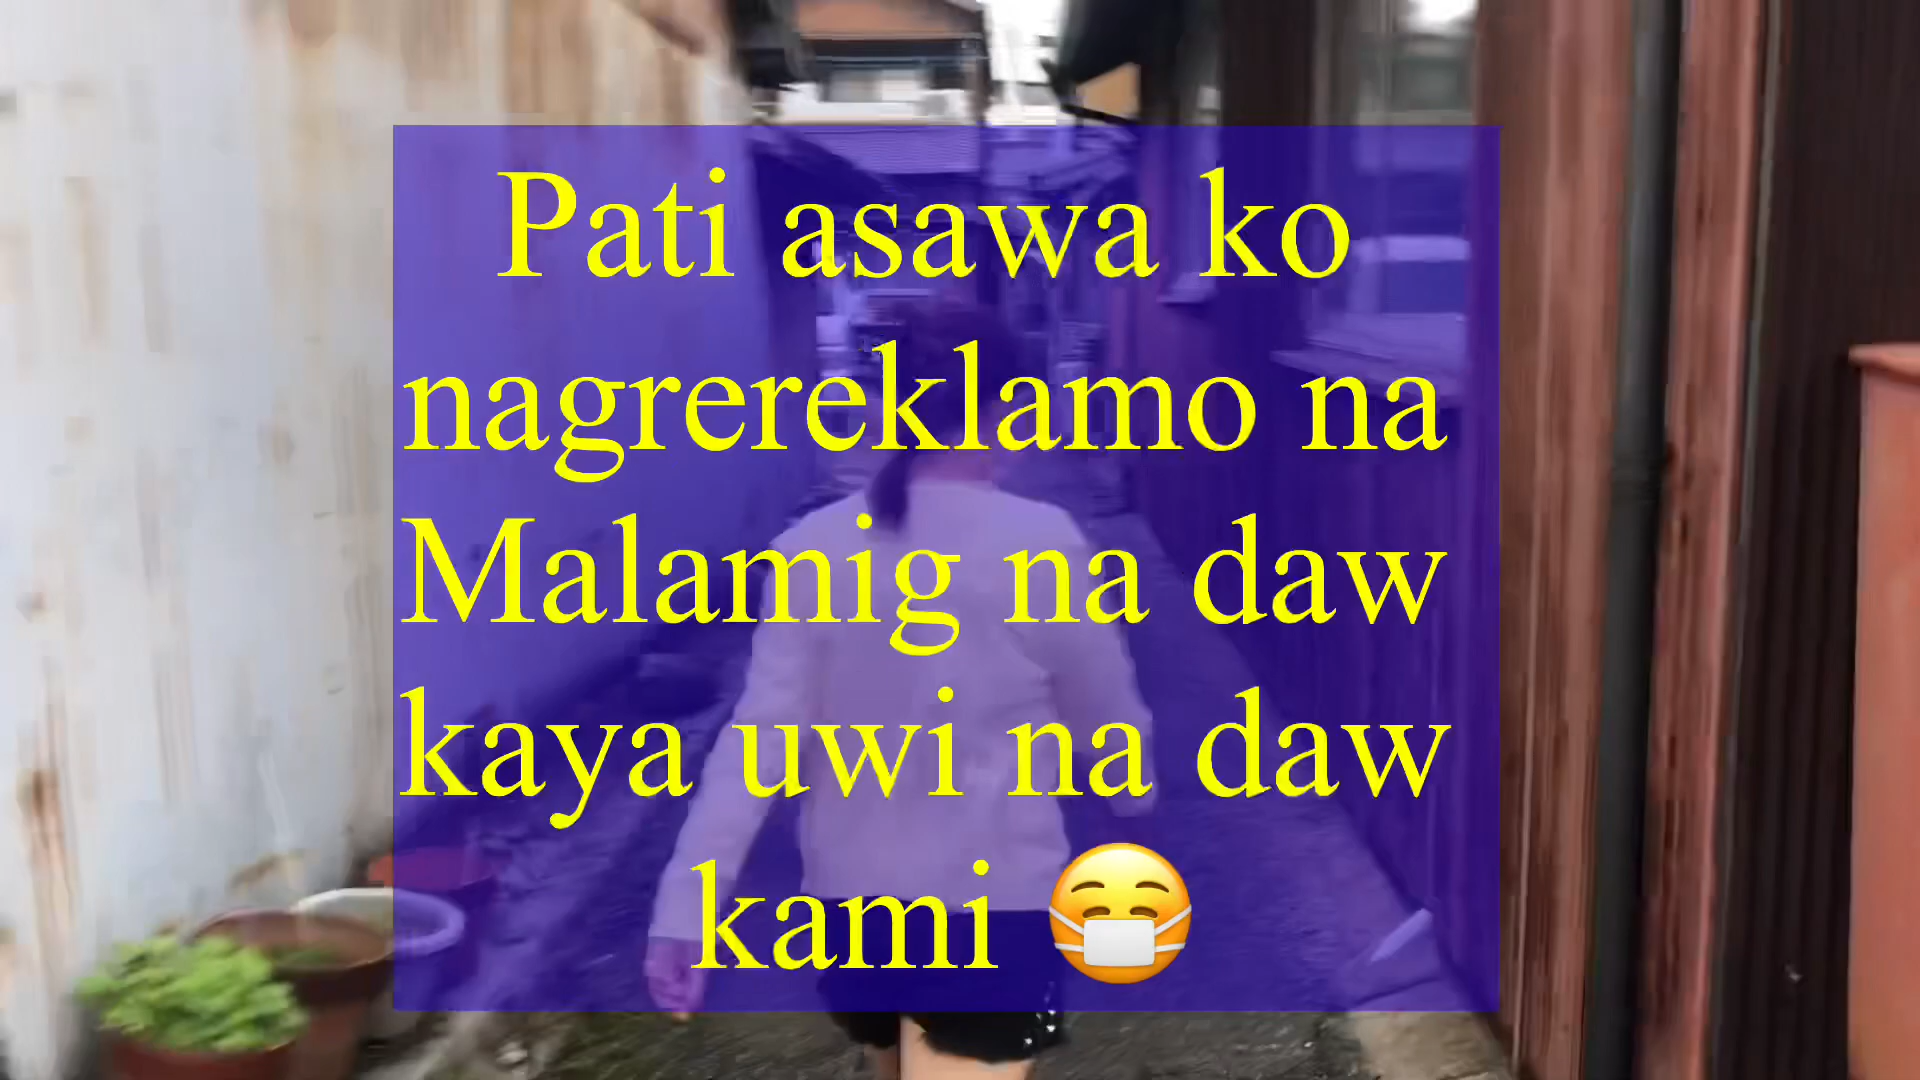 Pati asawa ko
nagrereklamo na
Malamig na daw
kaya uwi na daw
kami 😷